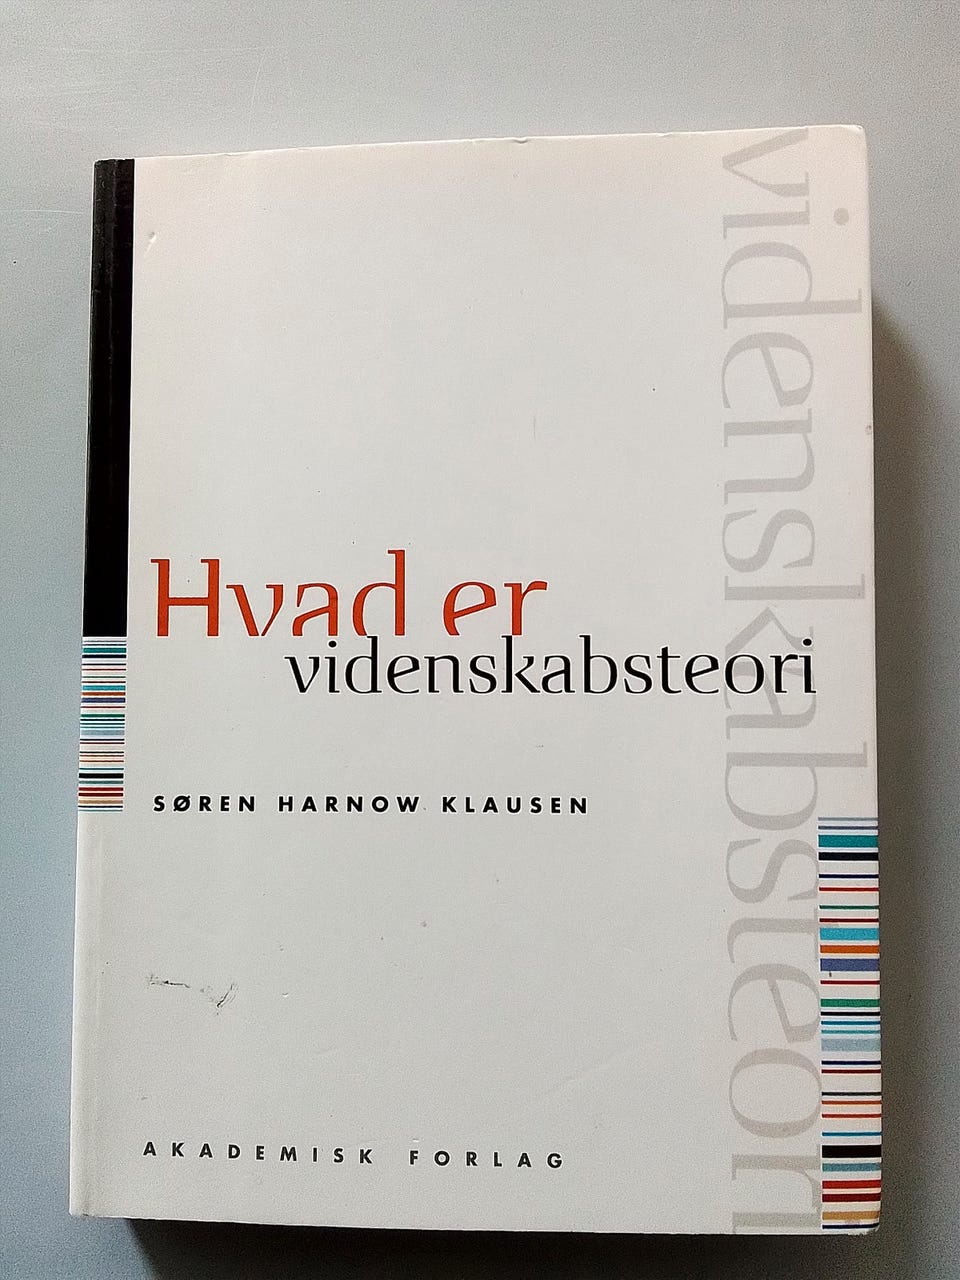 Hvad er
videnskabsteori
SØREN HARNOW KLAUSEN
AKADEMISK FORLAG
videnskabsteori